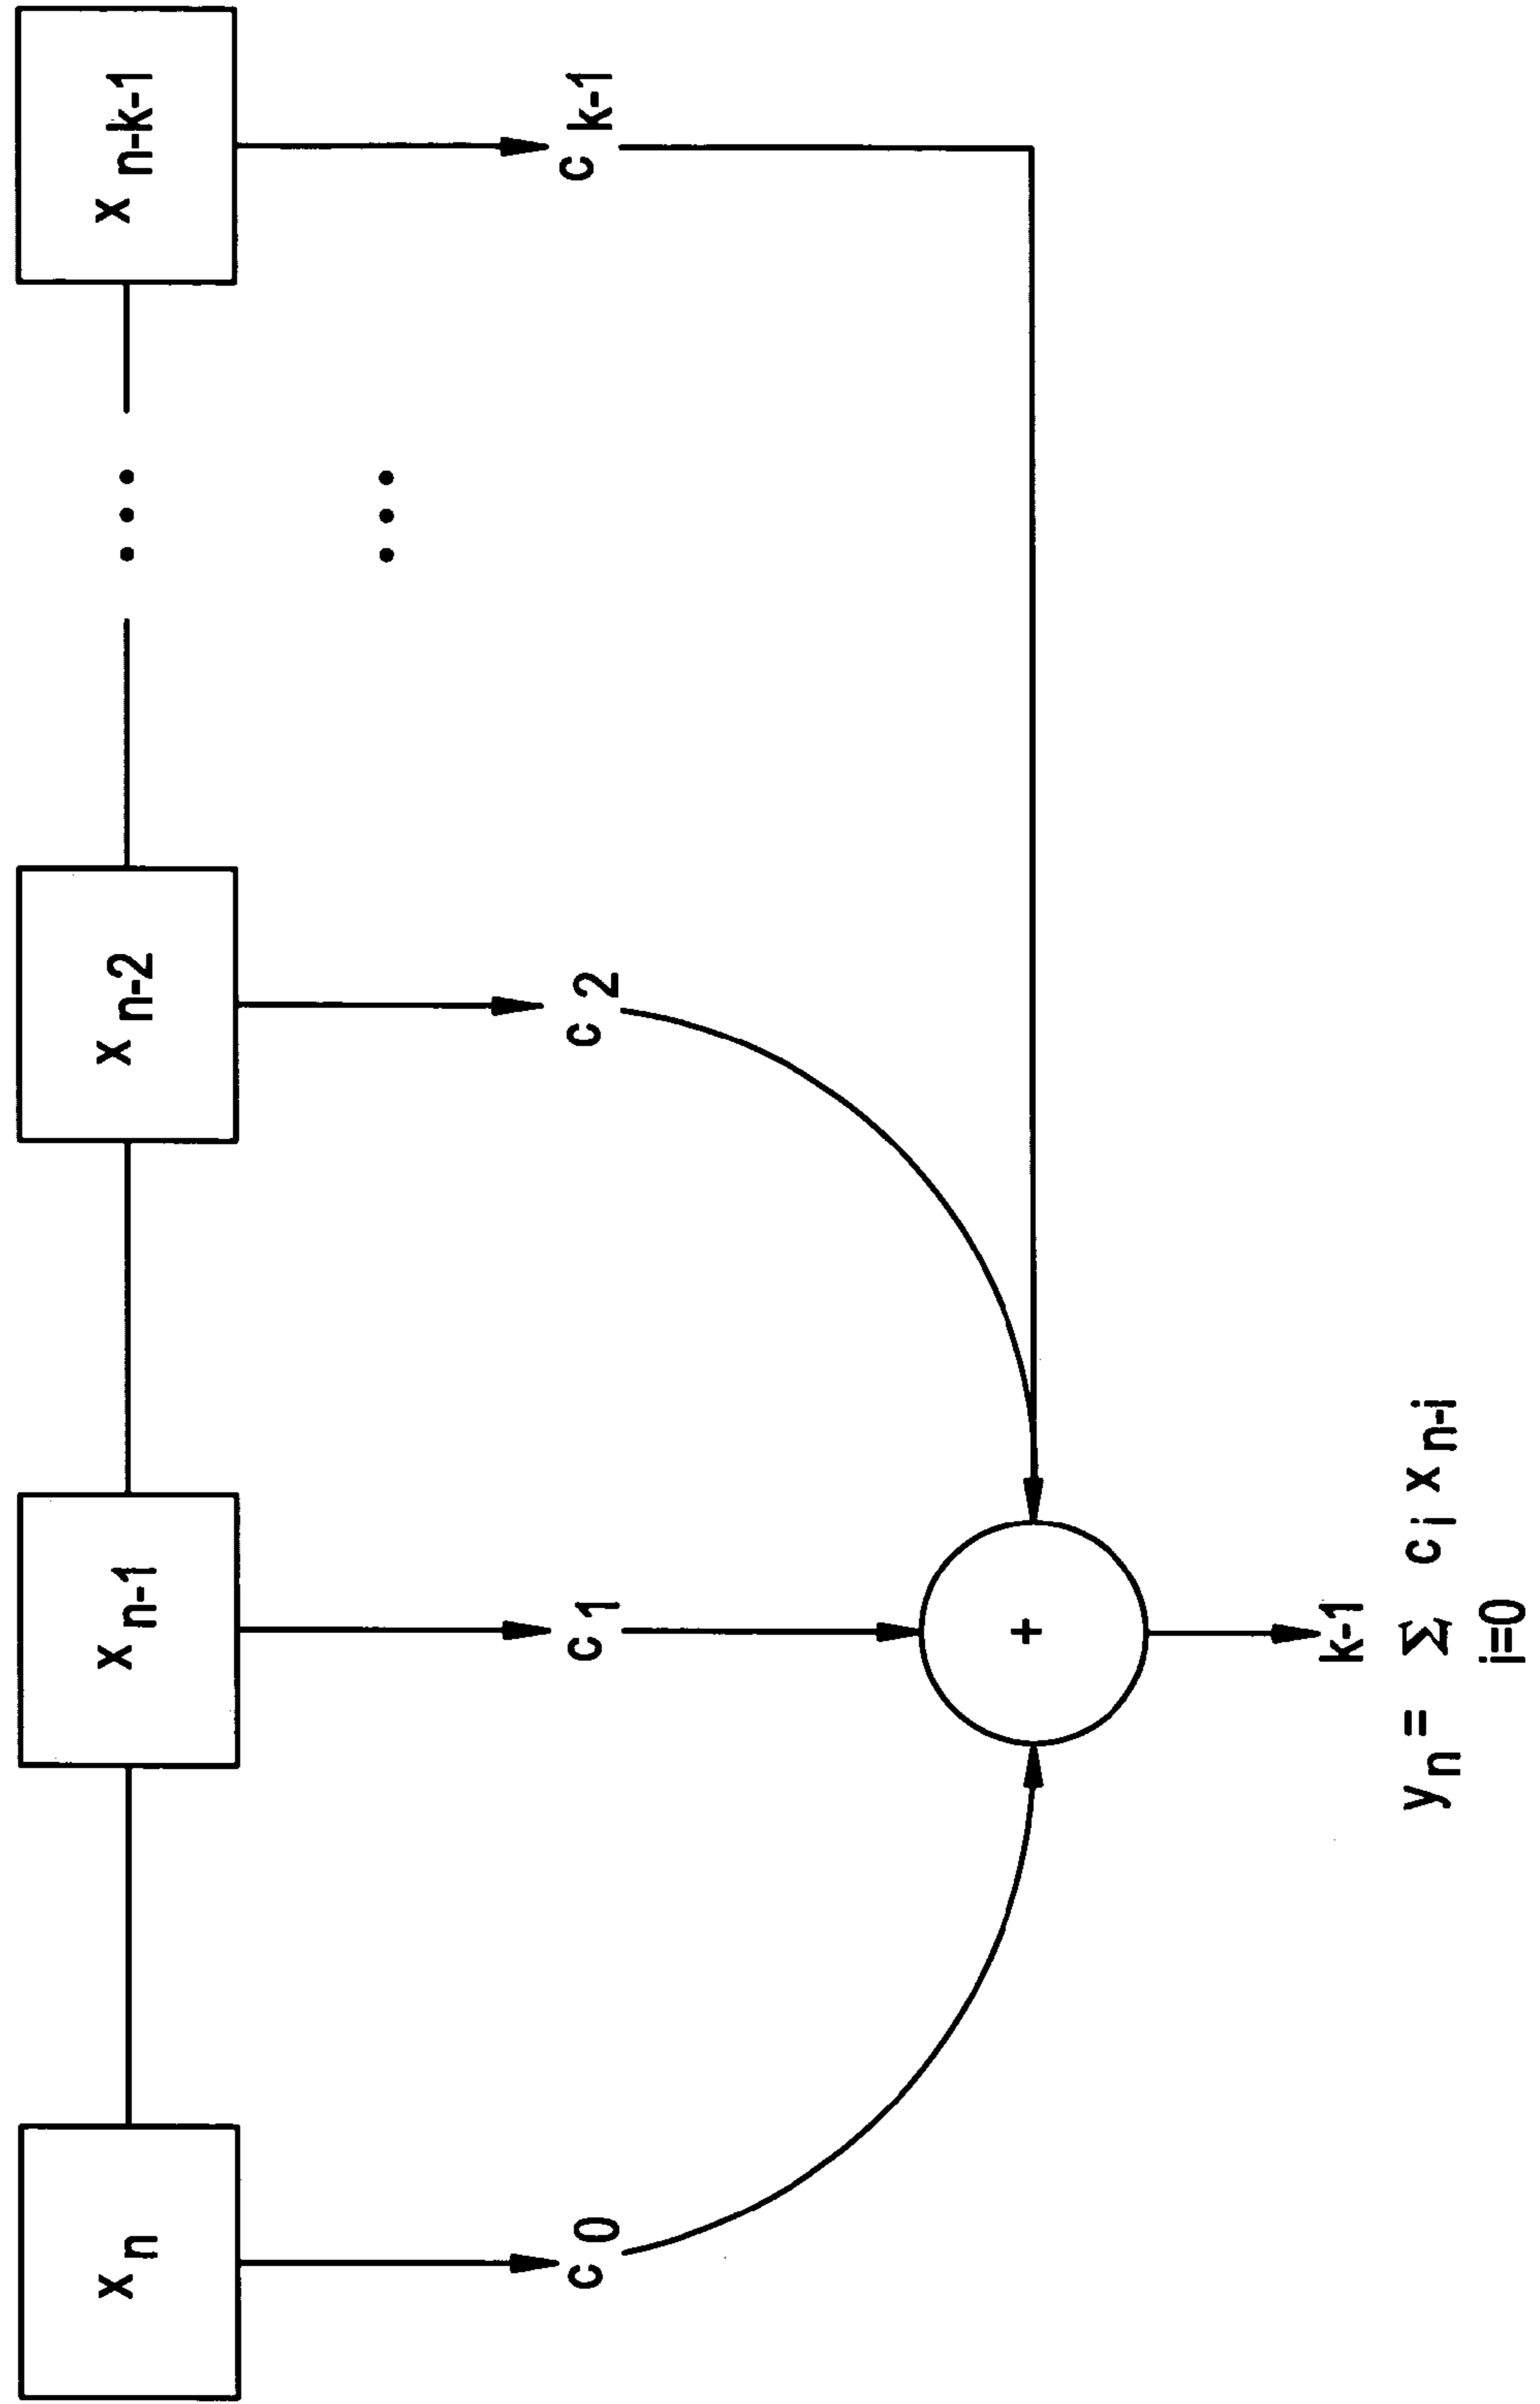 x n
x n-1
x n-2
x n-k-1
• • •
• • •
c 0
c 1
c 2
c k-1
+
k-1
y n = Σ c i x n-i
i=0